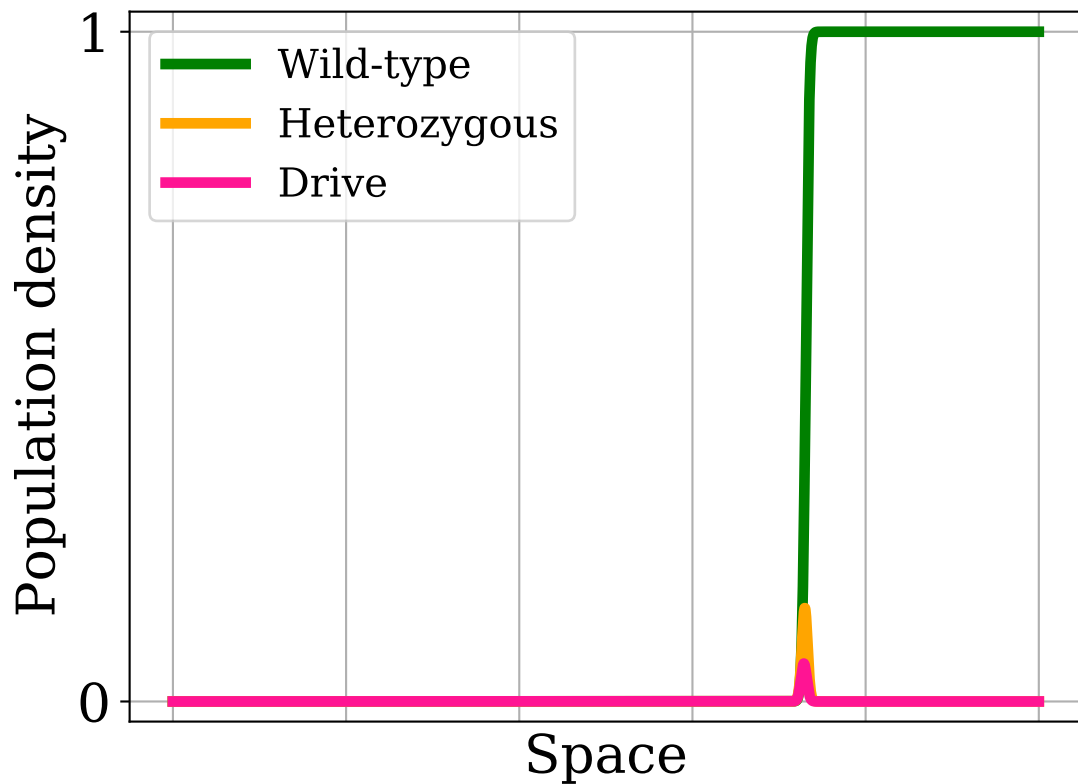 1
Wild-type
Heterozygous
Drive
Population density
0
Space